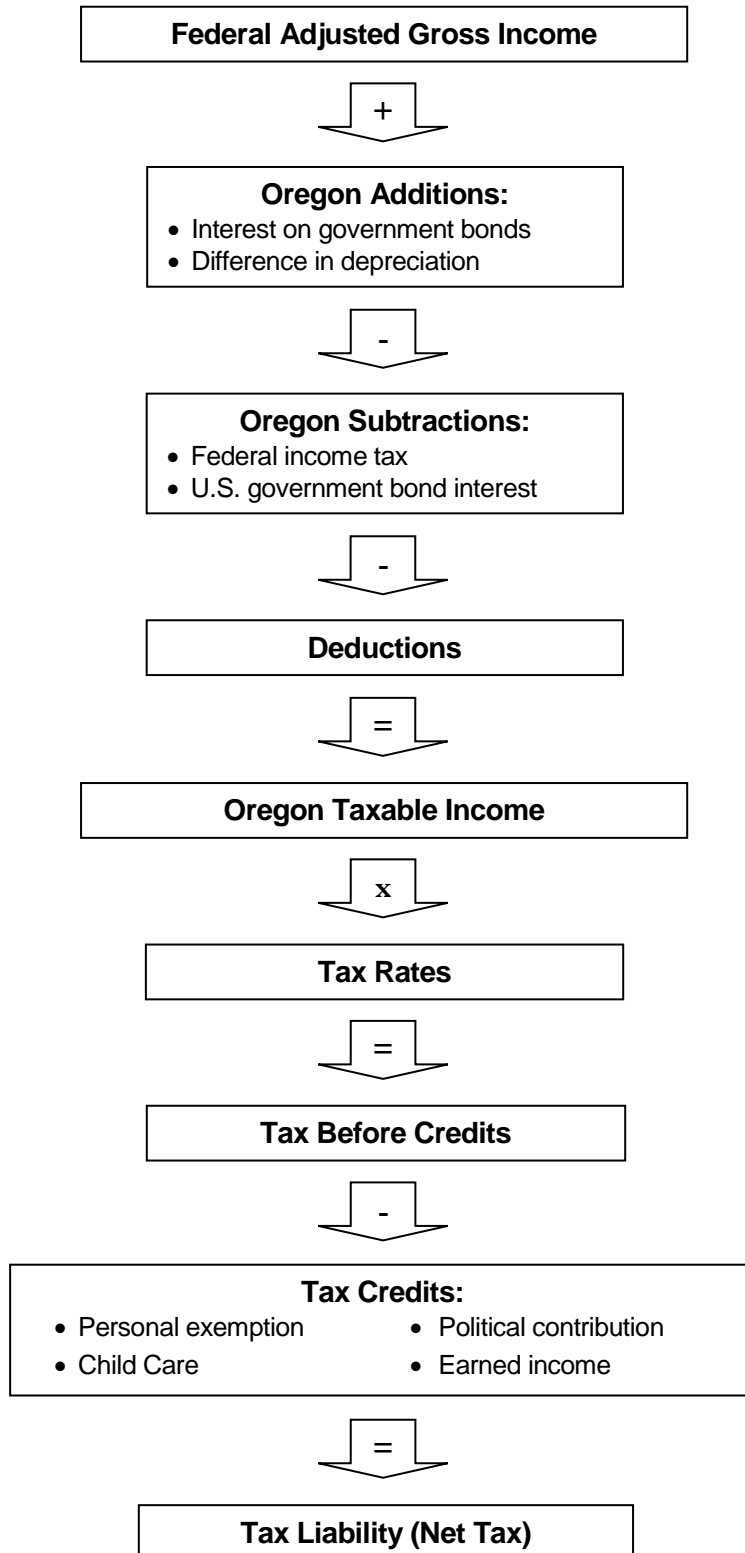 Federal Adjusted Gross Income
+
Oregon Additions:
• Interest on government bonds
• Difference in depreciation
-
Oregon Subtractions:
• Federal income tax
• U.S. government bond interest
-
Deductions
=
Oregon Taxable Income
x
Tax Rates
=
Tax Before Credits
-
Tax Credits:
• Personal exemption • Political contribution
• Child Care • Earned income
=
Tax Liability (Net Tax)